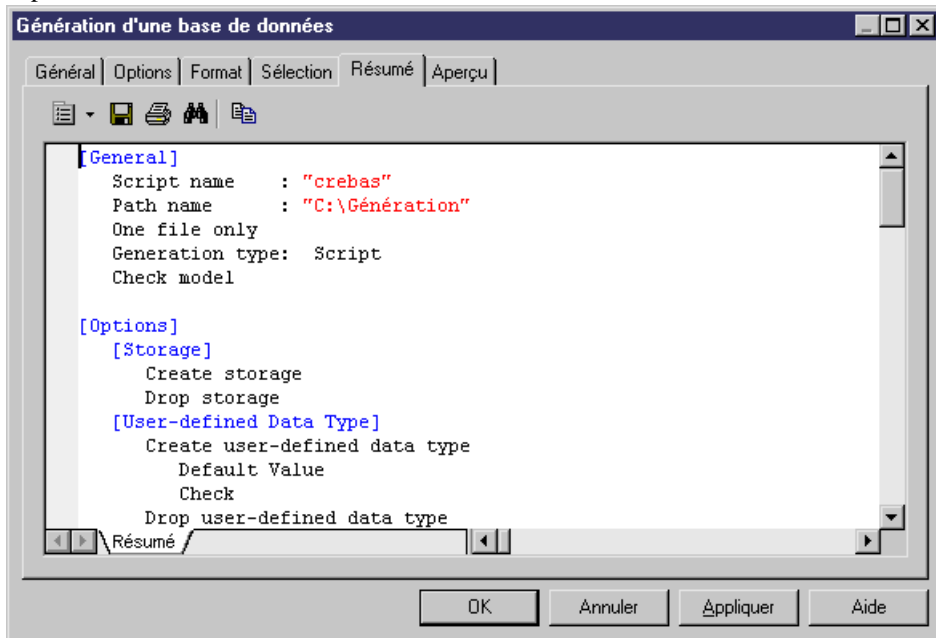 Génération d'une base de données
Général Options Format Sélection Résumé Aperçu
[General]
Script name : "crebas"
Path name : "C:\Génération"
One file only
Generation type: Script
Check model
[Options]
[Storage]
Create storage
Drop storage
[User-defined Data Type]
Create user-defined data type
Default Value
Check
Drop user-defined data type
Résumé
OK Annuler Appliquer Aide